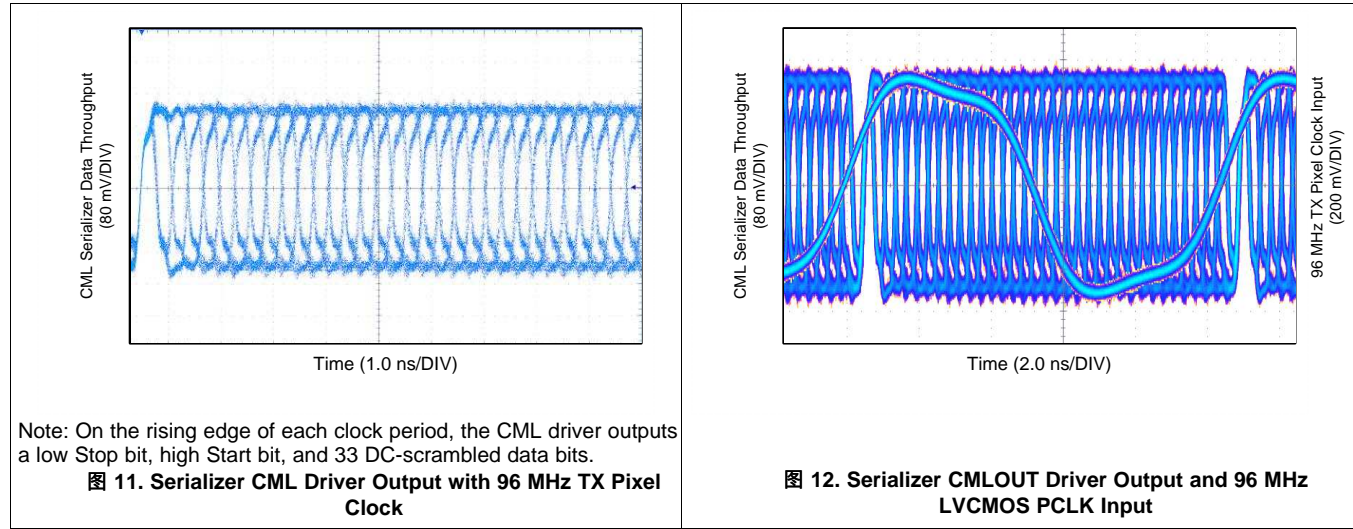 CML Serializer Data Throughput
(80 mV/DIV)
Time (1.0 ns/DIV)
Note: On the rising edge of each clock period, the CML driver outputs
a low Stop bit, high Start bit, and 33 DC-scrambled data bits.
图 11. Serializer CML Driver Output with 96 MHz TX Pixel
Clock
CML Serializer Data Throughput
(80 mV/DIV)
96 MHz TX Pixel Clock Input
(200 mV/DIV)
Time (2.0 ns/DIV)
图 12. Serializer CMLOUT Driver Output and 96 MHz
LVCMOS PCLK Input